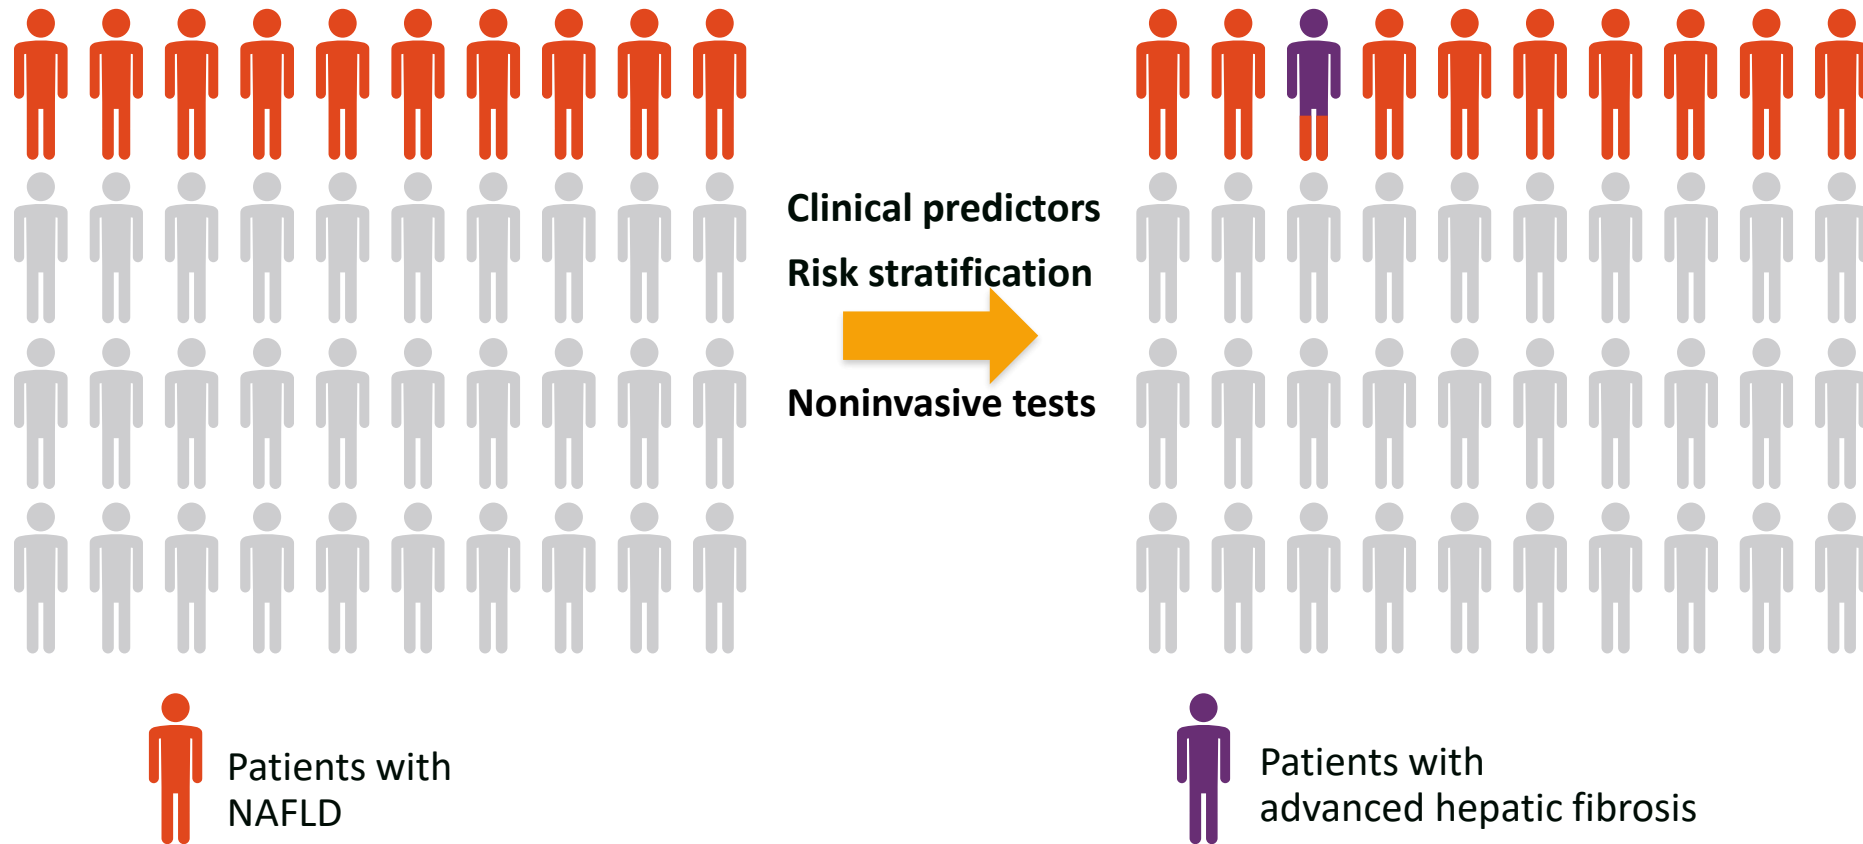 Clinical predictors
Risk stratification
Noninvasive tests
Patients with
NAFLD
Patients with
advanced hepatic fibrosis